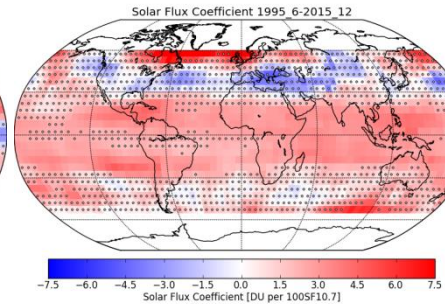 Solar Flux Coefficient 1995_6-2015_12
−7.5 −6.0 −4.5 −3.0 −1.5 0.0 1.5 3.0 4.5 6.0 7.5
Solar Flux Coefficient [DU per 100SF10.7]